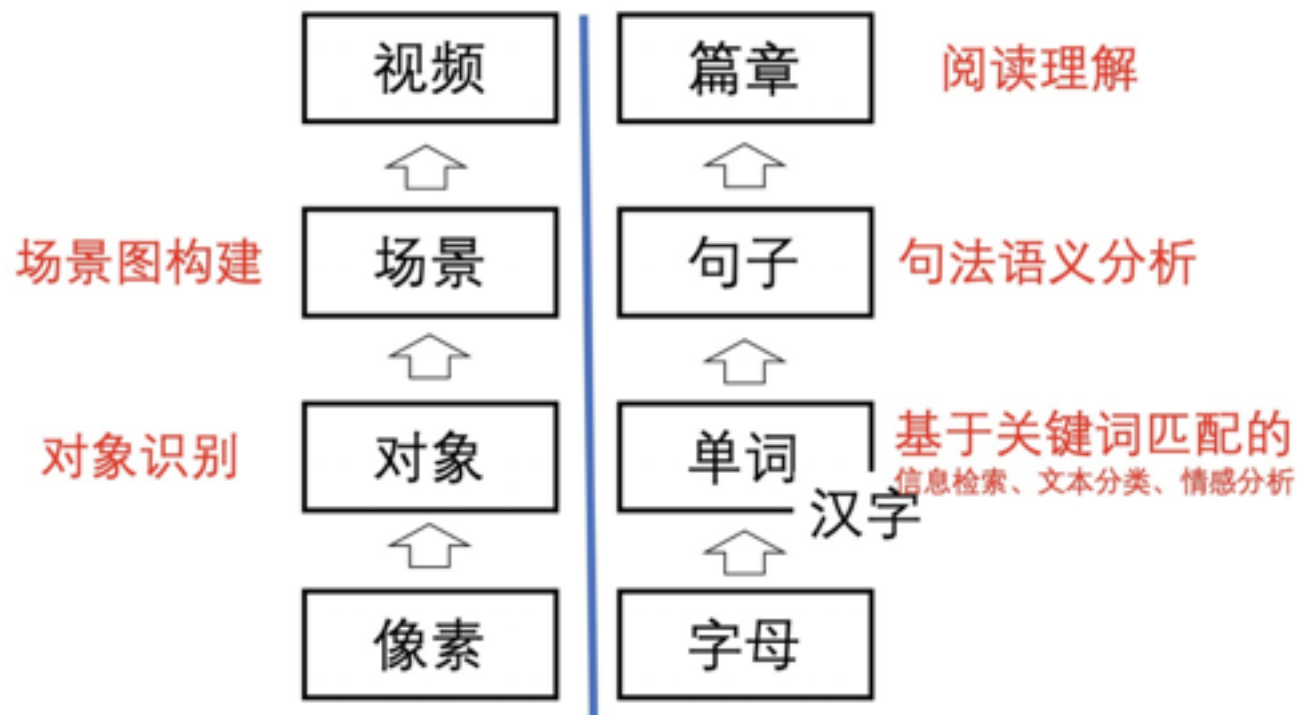 视频
篇章
阅读理解
场景图构建
场景
句子
句法语义分析
对象识别
对象
单词
汉字
基于关键词匹配的
信息检索、文本分类、情感分析
像素
字母